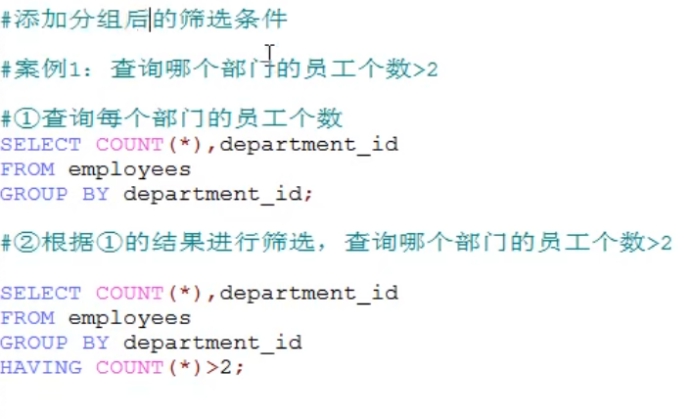 #添加分组后的筛选条件
#案例1：查询哪个部门的员工个数>2
#①查询每个部门的员工个数
SELECT COUNT(*),department_id
FROM employees
GROUP BY department_id;
#②根据①的结果进行筛选，查询哪个部门的员工个数>2
SELECT COUNT(*),department_id
FROM employees
GROUP BY department_id
HAVING COUNT(*)>2;